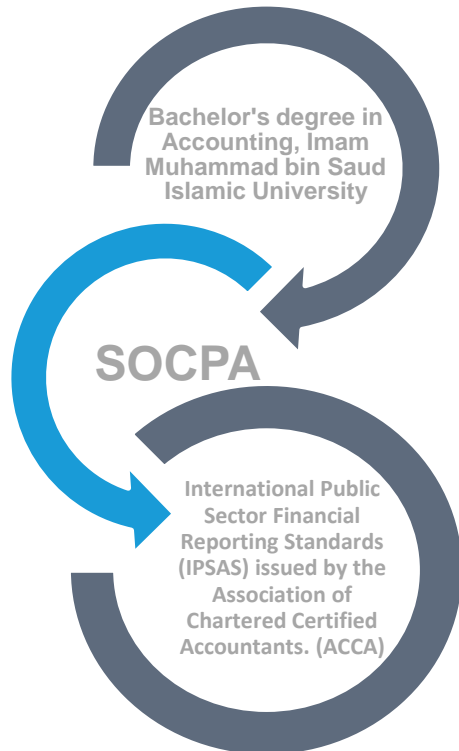 Bachelor's degree in
Accounting, Imam
Muhammad bin Saud
Islamic University
SOCPA
International Public
Sector Financial
Reporting Standards
(IPSAS) issued by the
Association of
Chartered Certified
Accountants. (ACCA)